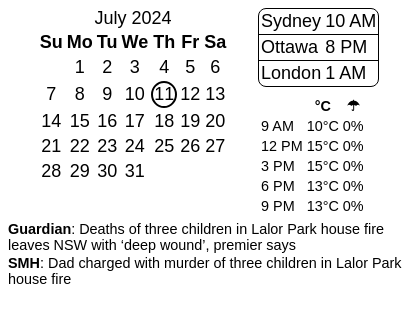 July 2024
Su Mo Tu We Th Fr Sa
1 2 3 4 5 6
7 8 9 10 11 12 13
14 15 16 17 18 19 20
21 22 23 24 25 26 27
28 29 30 31
Sydney 10 AM
Ottawa 8 PM
London 1 AM
°C ☂
9 AM 10°C 0%
12 PM 15°C 0%
3 PM 15°C 0%
6 PM 13°C 0%
9 PM 13°C 0%
Guardian: Deaths of three children in Lalor Park house fire
leaves NSW with ‘deep wound’, premier says
SMH: Dad charged with murder of three children in Lalor Park
house fire